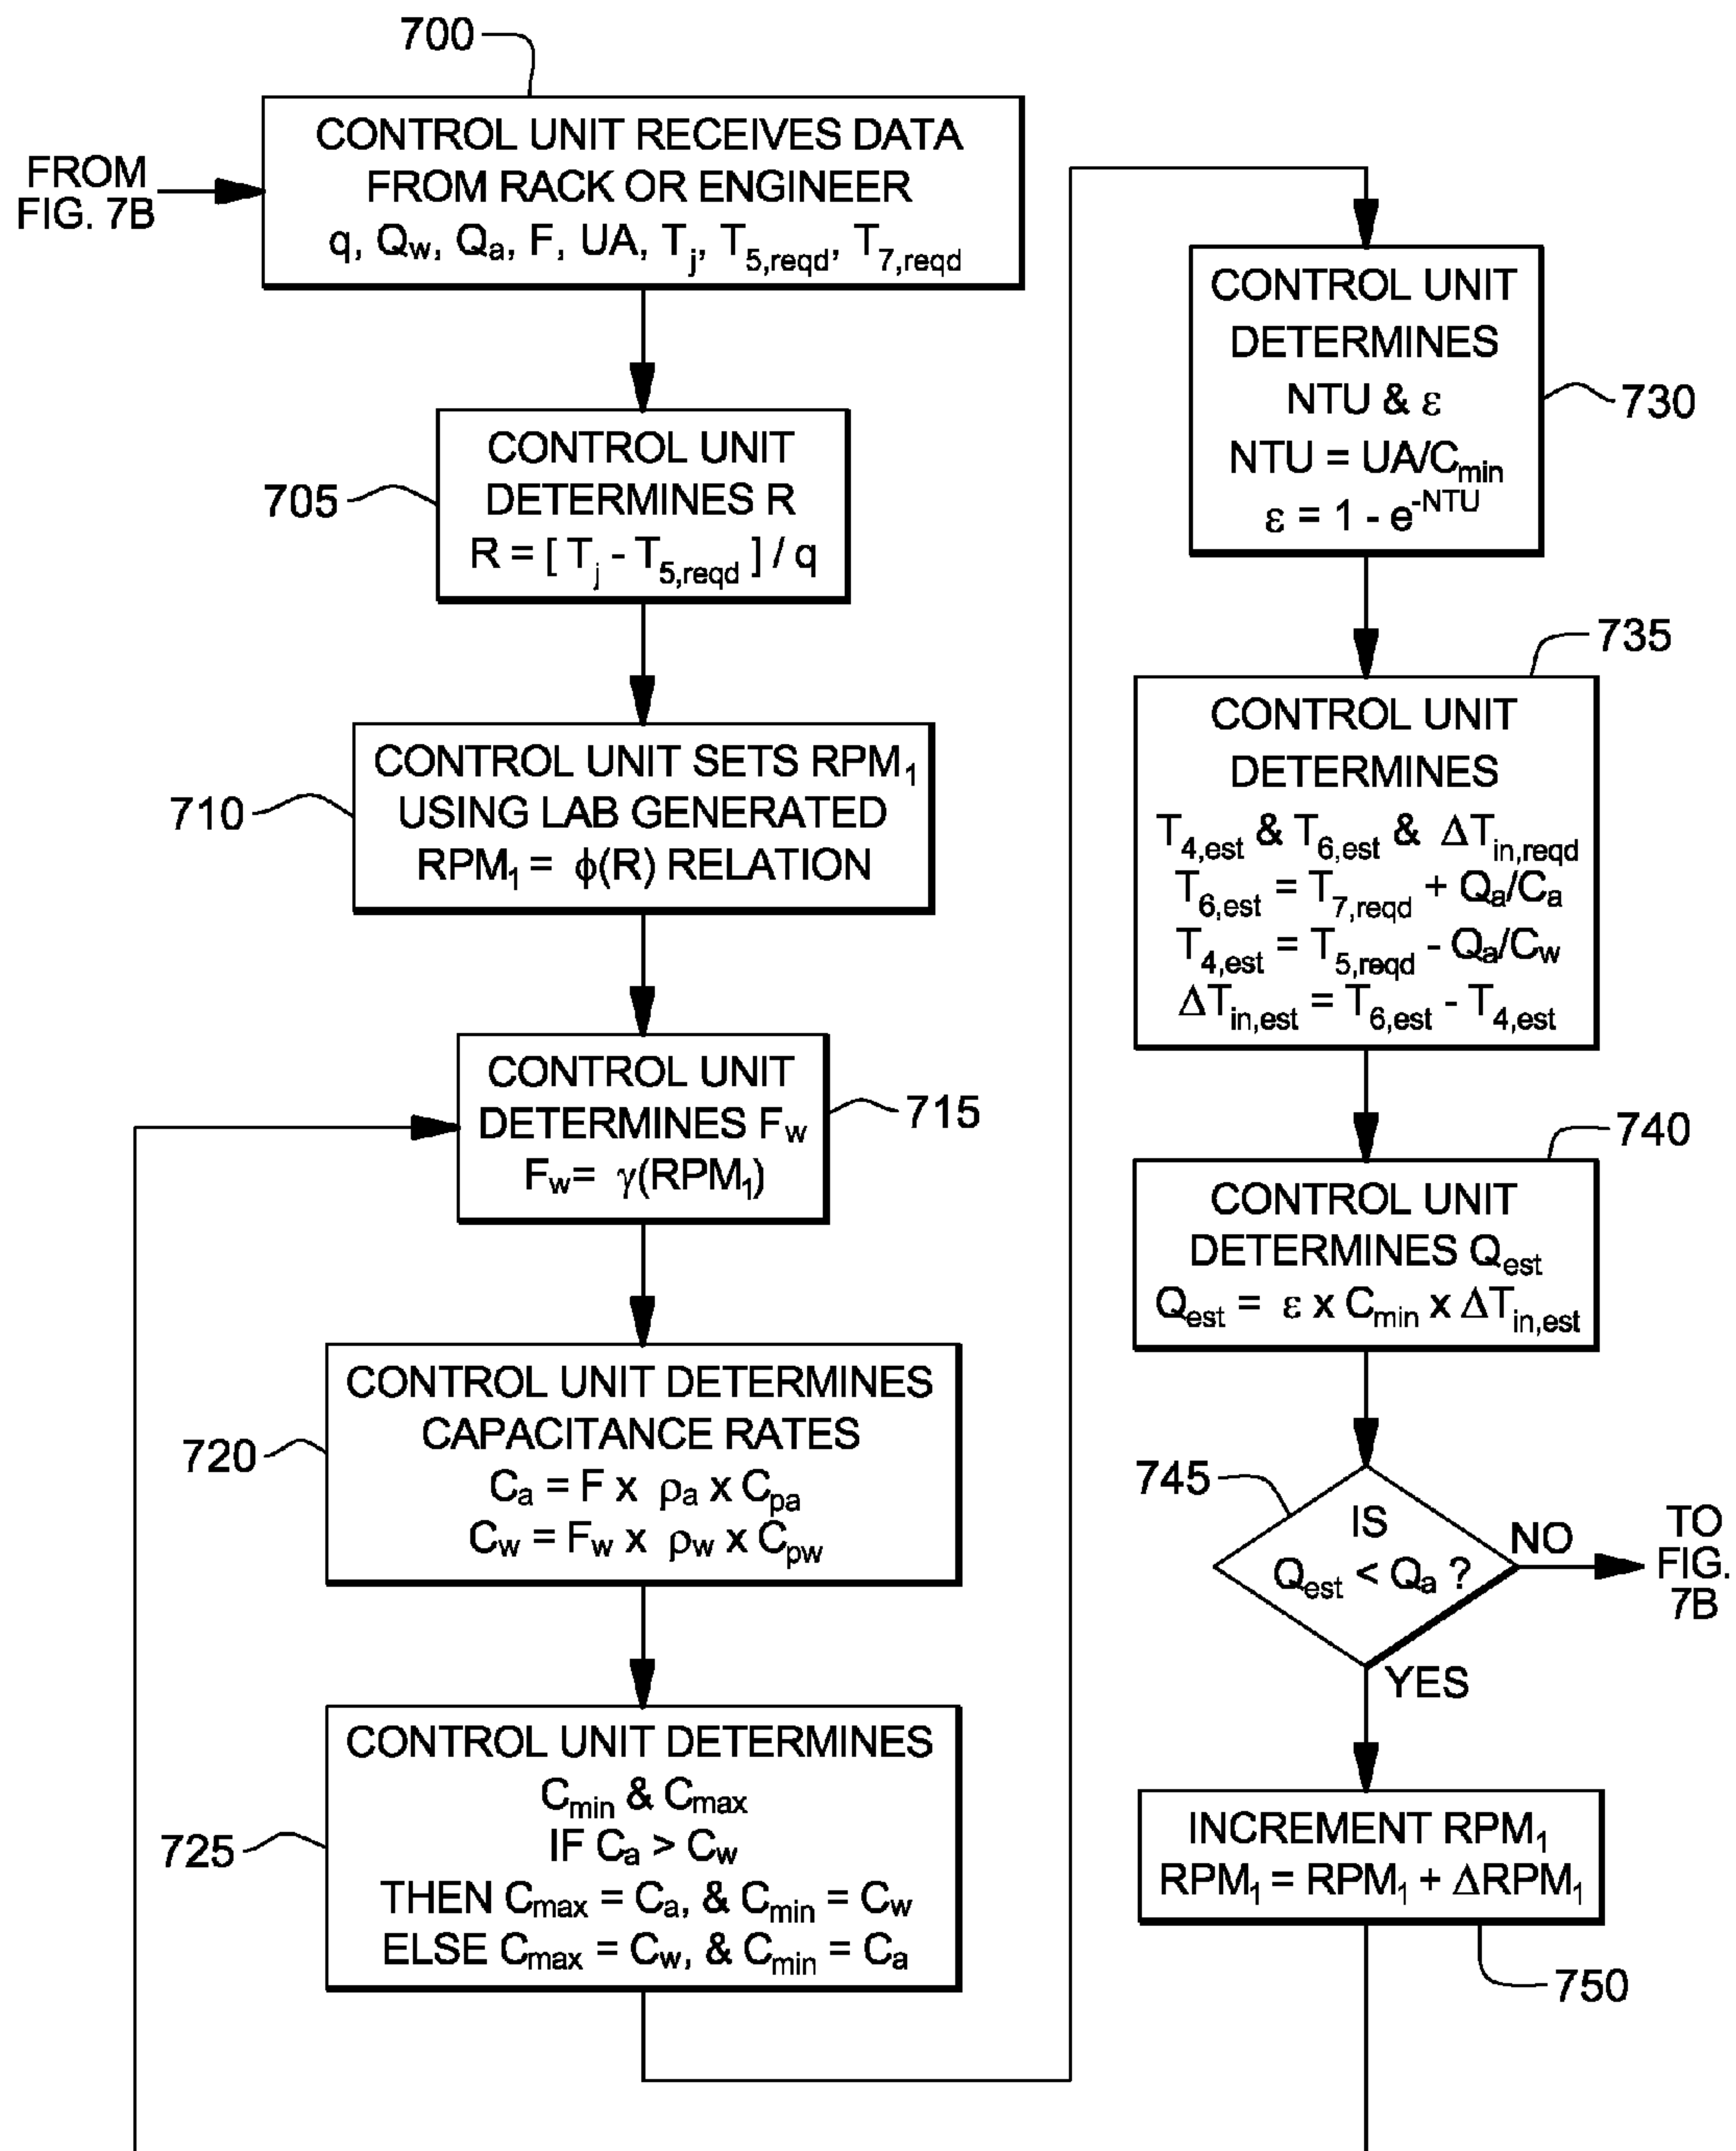 700
FROM
FIG. 7B
CONTROL UNIT RECEIVES DATA
FROM RACK OR ENGINEER
q, Qw, Qa, F, UA, Tj, T5,reqd, T7,reqd
705
CONTROL UNIT
DETERMINES R
R = [ Tj - T5,reqd ] / q
710
CONTROL UNIT SETS RPM1
USING LAB GENERATED
RPM1 = ϕ(R) RELATION
715
CONTROL UNIT
DETERMINES Fw
Fw= γ(RPM1)
720
CONTROL UNIT DETERMINES
CAPACITANCE RATES
Ca = F x ρa x Cpa
Cw = Fw x ρw x Cpw
725
CONTROL UNIT DETERMINES
Cmin & Cmax
IF Ca > Cw
THEN Cmax = Ca, & Cmin = Cw
ELSE Cmax = Cw, & Cmin = Ca
730
CONTROL UNIT
DETERMINES
NTU & ε
NTU = UA/Cmin
ε = 1 - e-NTU
735
CONTROL UNIT
DETERMINES
T4,est & T6,est & ΔTin,reqd
T6,est = T7,reqd + Qa/Ca
T4,est = T5,reqd - Qa/Cw
ΔTin,est = T6,est - T4,est
740
CONTROL UNIT
DETERMINES Qest
Qest = ε x Cmin x ΔTin,est
745
IS
Qest < Qa ?
NO
TO
FIG.
7B
YES
INCREMENT RPM1
RPM1 = RPM1 + ΔRPM1
750